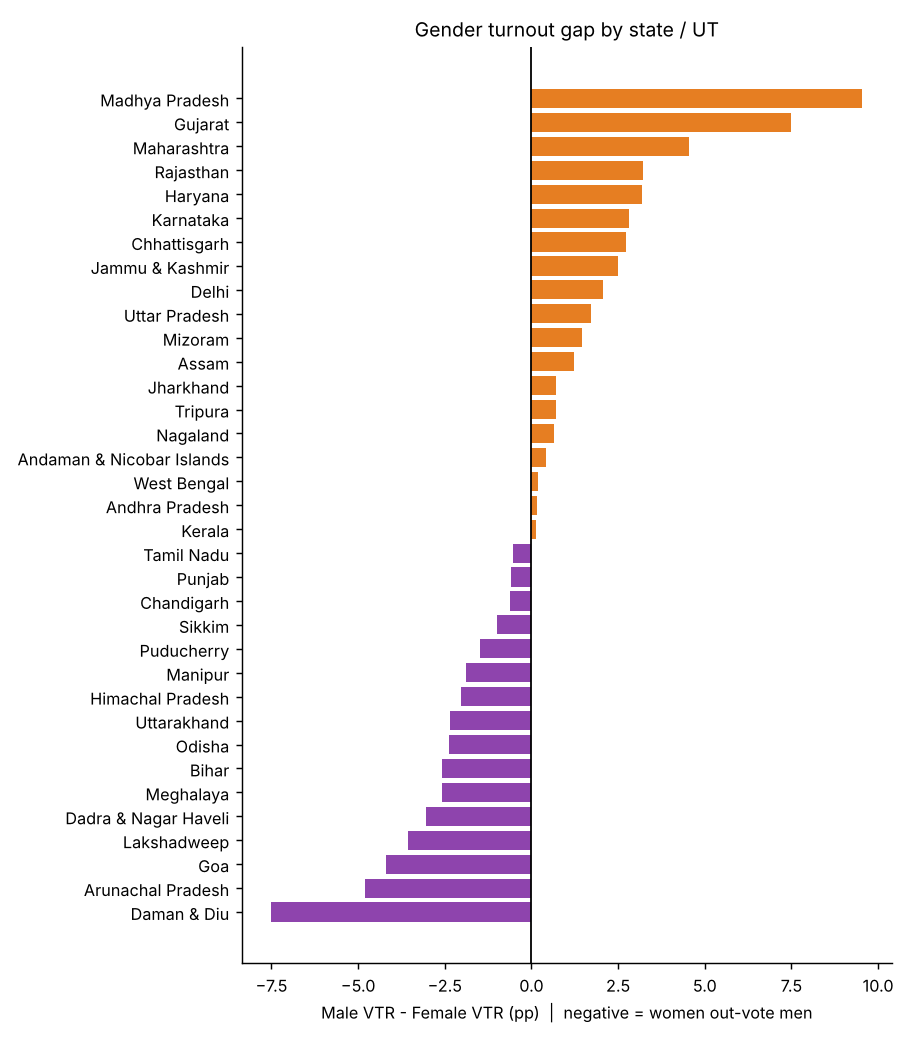 Gender turnout gap by state / UT
Madhya Pradesh
Gujarat
Maharashtra
Rajasthan
Haryana
Karnataka
Chhattisgarh
Jammu & Kashmir
Delhi
Uttar Pradesh
Mizoram
Assam
Jharkhand
Tripura
Nagaland
Andaman & Nicobar Islands
West Bengal
Andhra Pradesh
Kerala
Tamil Nadu
Punjab
Chandigarh
Sikkim
Puducherry
Manipur
Himachal Pradesh
Uttarakhand
Odisha
Bihar
Meghalaya
Dadra & Nagar Haveli
Lakshadweep
Goa
Arunachal Pradesh
Daman & Diu
−7.5 −5.0 −2.5 0.0 2.5 5.0 7.5 10.0
Male VTR - Female VTR (pp) | negative = women out-vote men